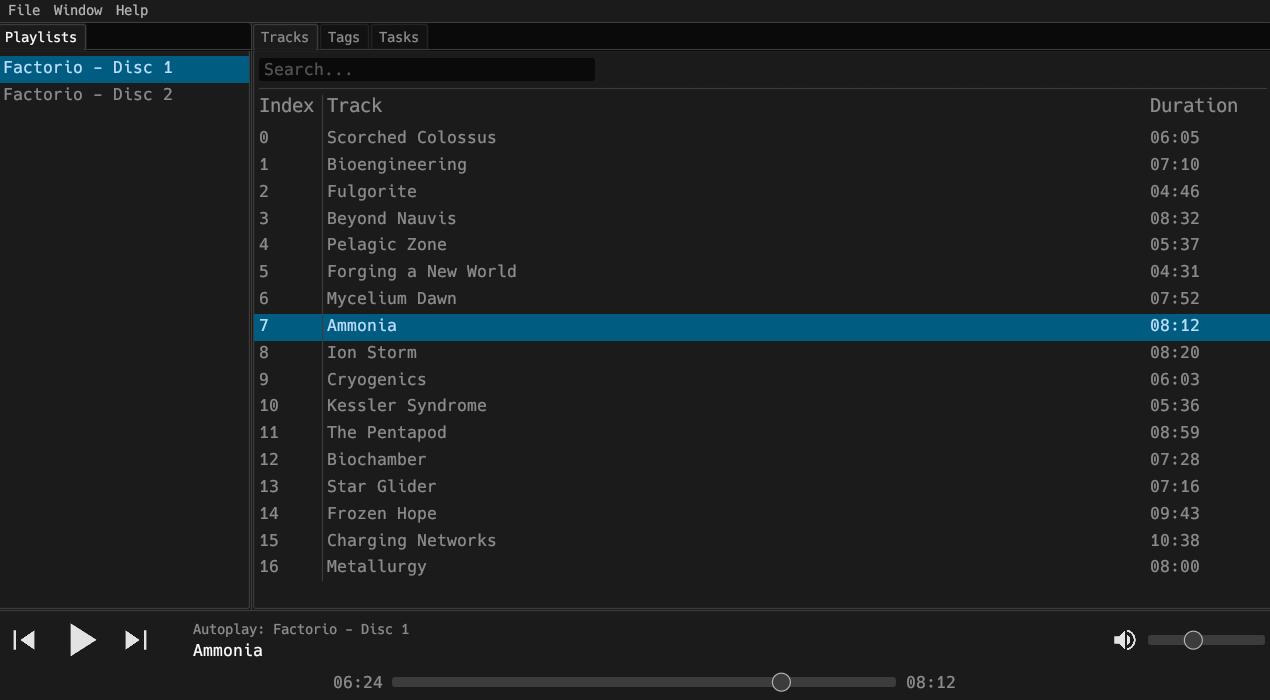 File Window Help
Playlists
Tracks Tags Tasks
Factorio - Disc 1
Factorio - Disc 2
Search...
Index Track Duration
0 Scorched Colossus 06:05
1 Bioengineering 07:10
2 Fulgorite 04:46
3 Beyond Nauvis 08:32
4 Pelagic Zone 05:37
5 Forging a New World 04:31
6 Mycelium Dawn 07:52
7 Ammonia 08:12
8 Ion Storm 08:20
9 Cryogenics 06:03
10 Kessler Syndrome 05:36
11 The Pentapod 08:59
12 Biochamber 07:28
13 Star Glider 07:16
14 Frozen Hope 09:43
15 Charging Networks 10:38
16 Metallurgy 08:00
Autoplay: Factorio - Disc 1
Ammonia
06:24 08:12